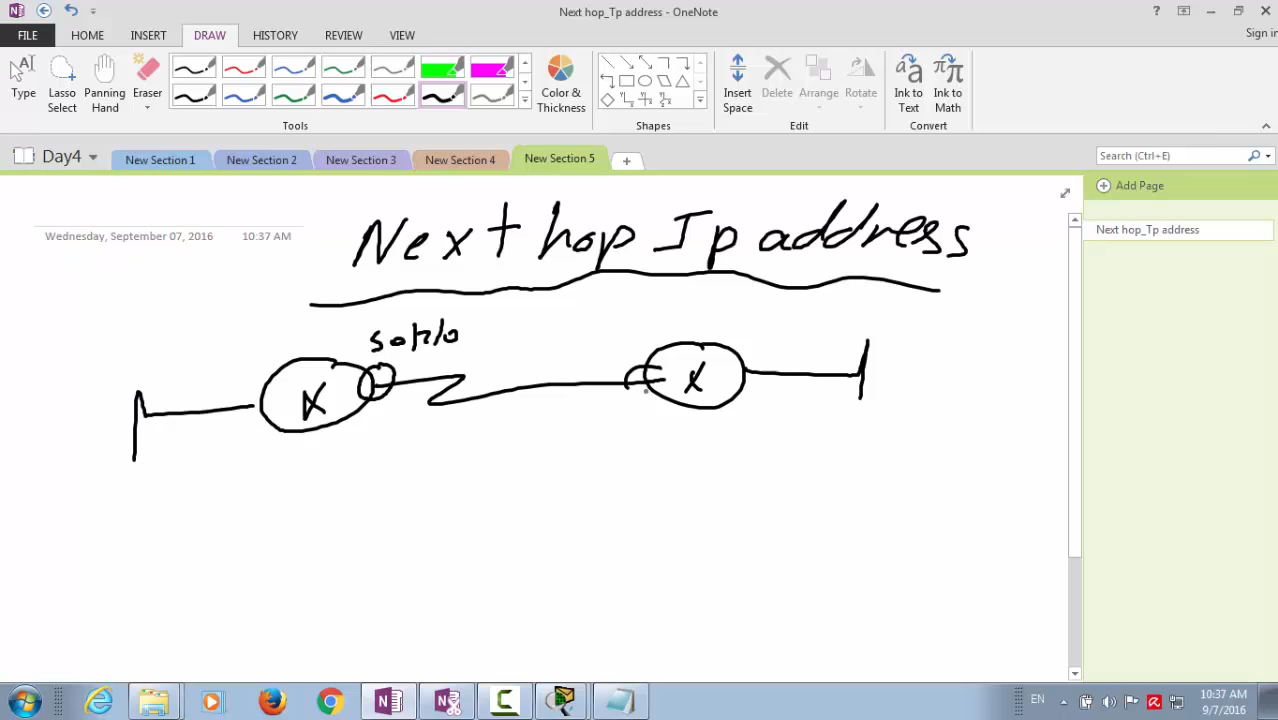 Next hop_Tp address - OneNote
Sign in
FILE
HOME
INSERT
DRAW
HISTORY
REVIEW
VIEW
Type
Lasso Select
Panning Hand
Eraser
Color & Thickness
Insert Space
Delete
Arrange
Rotate
Ink to Text
Ink to Math
Tools
Shapes
Edit
Convert
Day4
New Section 1
New Section 2
New Section 3
New Section 4
New Section 5
Search (Ctrl+E)
Add Page
Next hop_Tp address
Wednesday, September 07, 2016 10:37 AM
Next hop Ip address
X
X
EN
10:37 AM
9/7/2016